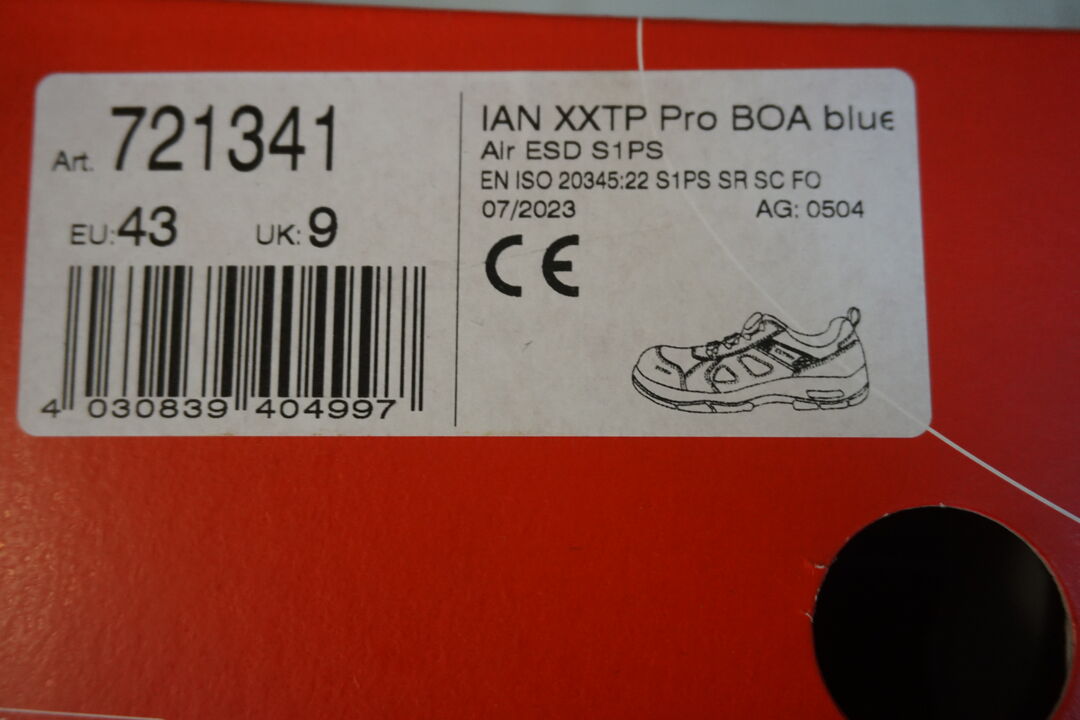 Art. 721341
EU:43 UK: 9
4 030839 404997
IAN XXTP Pro BOA blue
Air ESD S1PS
EN ISO 20345:22 S1PS SR SC FO
07/2023 AG: 0504
CE